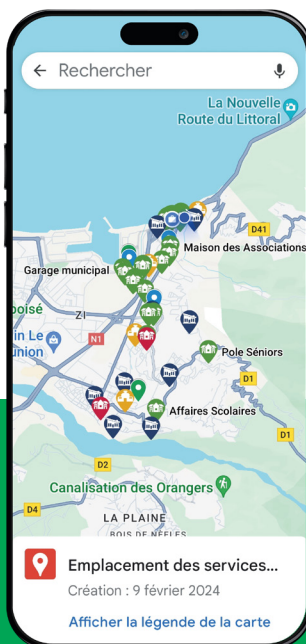 Rechercher
La Nouvelle
Route du Littoral
D41
Maison des Associations
Garage municipal
oisé
ZI
in Le
union
N1
Pole Séniors
D1
Affaires Scolaires
D1
D2
Canalisation des Orangers
D4
LA PLAINE
BOIS DE NÈFLES
Emplacement des services...
Création : 9 février 2024
Afficher la légende de la carte